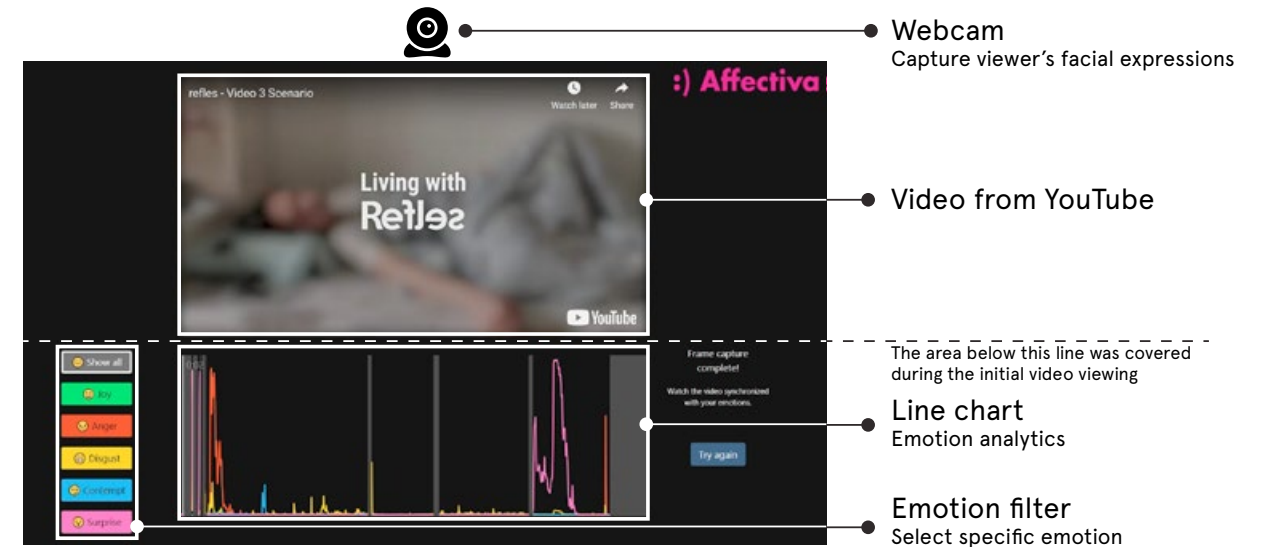 Webcam
Capture viewer's facial expressions
refles - Video 3 Scenario
Watch later
Share
:) Affectiva
Living with
Refles
YouTube
Video from YouTube
The area below this line was covered
during the initial video viewing
Show all
Joy
Anger
Disgust
Contempt
Surprise
0:02
Frame capture
complete!
Watch the video synchronized
with your emotions.
Try again
Line chart
Emotion analytics
Emotion filter
Select specific emotion